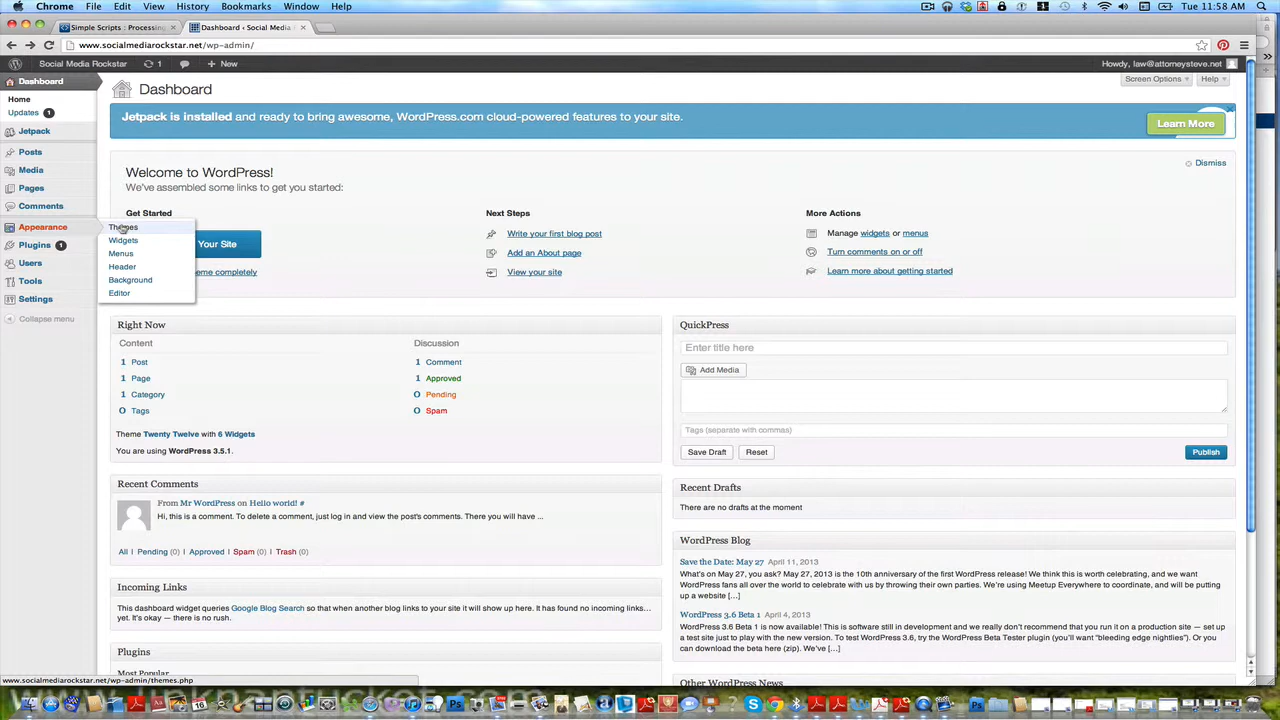 Chrome File Edit View History Bookmarks Window Help Tue 11:58 AM
Simple Scripts : Processing Dashboard ‹ Social Media
www.socialmediarockstar.net/wp-admin/
Social Media Rockstar 1 + New Howdy, law@attorneysteve.net
Dashboard
Home
Updates 1
Jetpack
Posts
Media
Pages
Comments
Appearance
Plugins 1
Users
Tools
Settings
Collapse menu
Themes
Widgets
Menus
Header
Background
Editor
Screen Options Help
Dashboard
Jetpack is installed and ready to bring awesome, WordPress.com cloud-powered features to your site.
Learn More
Welcome to WordPress!
We've assembled some links to get you started:
Dismiss
Get Started
Your Site
eme completely
Next Steps
Write your first blog post
Add an About page
View your site
More Actions
Manage widgets or menus
Turn comments on or off
Learn more about getting started
Right Now
Content Discussion
1 Post 1 Comment
1 Page 1 Approved
1 Category 0 Pending
0 Tags 0 Spam
Theme Twenty Twelve with 6 Widgets
You are using WordPress 3.5.1.
Recent Comments
From Mr WordPress on Hello world! #
Hi, this is a comment. To delete a comment, just log in and view the post's comments. There you will have ...
All | Pending (0) | Approved | Spam (0) | Trash (0)
Incoming Links
This dashboard widget queries Google Blog Search so that when another blog links to your site it will show up here. It has found no incoming links…
yet. It's okay — there is no rush.
Plugins
Most Popular
QuickPress
Enter title here
Add Media
Tags (separate with commas)
Save Draft Reset Publish
Recent Drafts
There are no drafts at the moment
WordPress Blog
Save the Date: May 27 April 11, 2013
What's on May 27, you ask? May 27, 2013 is the 10th anniversary of the first WordPress release! We think this is worth celebrating, and we want
WordPress fans all over the world to celebrate with us by throwing their own parties. We're using Meetup Everywhere to coordinate, and will be putting
up a website […]
WordPress 3.6 Beta 1 April 4, 2013
WordPress 3.6 Beta 1 is now available! This is software still in development and we really don't recommend that you run it on a production site — set up
a test site just to play with the new version. To test WordPress 3.6, try the WordPress Beta Tester plugin (you'll want "bleeding edge nightlies"). Or you
can download the beta here (zip). We've […]
Other WordPress News
www.socialmediarockstar.net/wp-admin/themes.php